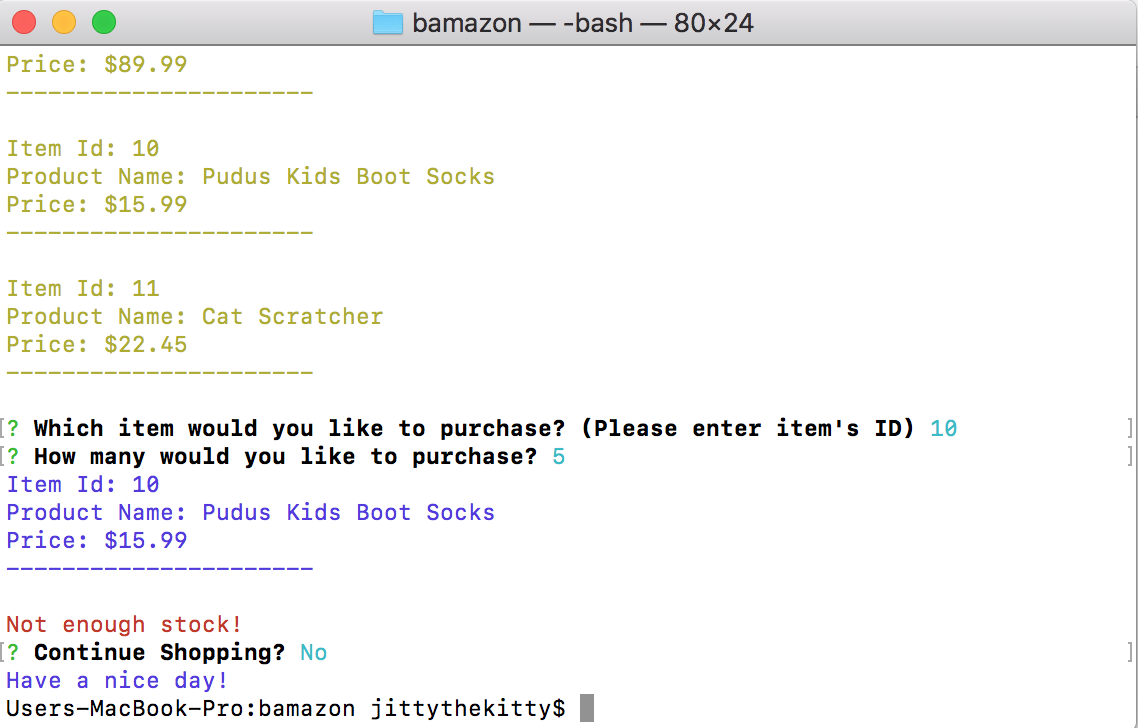 bamazon — -bash — 80×24
Price: $89.99
----------------------
Item Id: 10
Product Name: Pudus Kids Boot Socks
Price: $15.99
----------------------
Item Id: 11
Product Name: Cat Scratcher
Price: $22.45
----------------------
[? Which item would you like to purchase? (Please enter item's ID) 10 ]
[? How many would you like to purchase? 5 ]
Item Id: 10
Product Name: Pudus Kids Boot Socks
Price: $15.99
----------------------
Not enough stock!
[? Continue Shopping? No ]
Have a nice day!
Users-MacBook-Pro:bamazon jittythekitty$